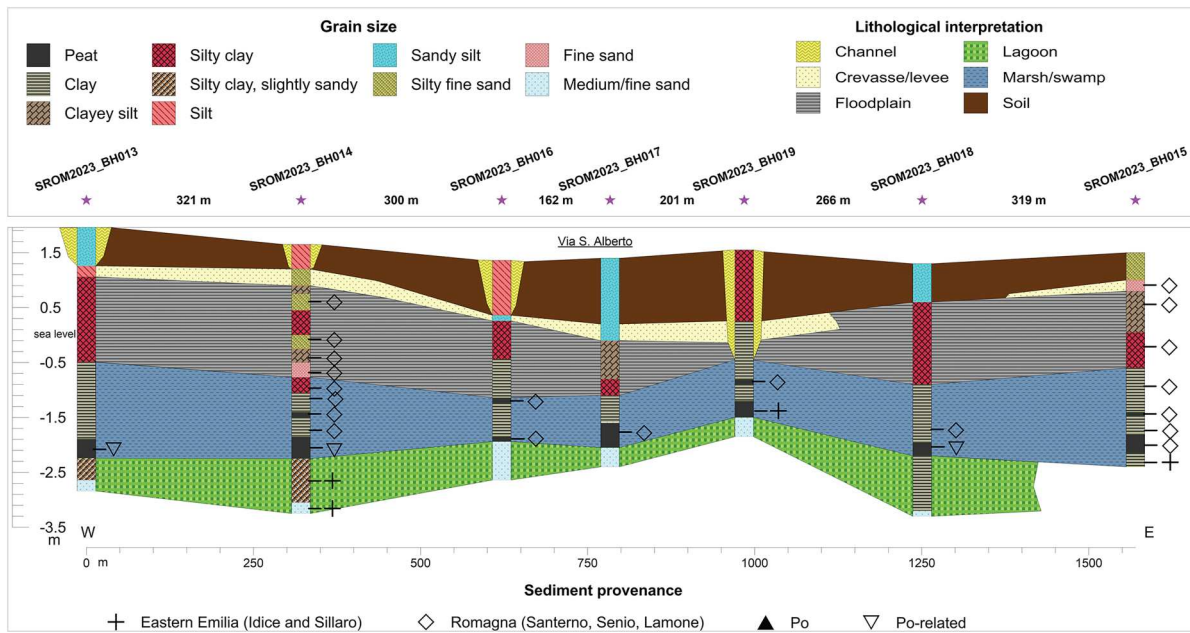 Grain size
Lithological interpretation
Peat
Silty clay
Sandy silt
Fine sand
Channel
Lagoon
Clay
Silty clay, slightly sandy
Silty fine sand
Medium/fine sand
Crevasse/levee
Marsh/swamp
Clayey silt
Silt
Floodplain
Soil
SROM2023_BH013
SROM2023_BH014
SROM2023_BH016
SROM2023_BH017
SROM2023_BH019
SROM2023_BH018
SROM2023_BH015
321 m
300 m
162 m
201 m
266 m
319 m
Via S. Alberto
1.5
0.5
sea level
-0.5
-1.5
-2.5
-3.5
m
W
E
0 m
250
500
750
1000
1250
1500
Sediment provenance
Eastern Emilia (Idice and Sillaro)
Romagna (Santerno, Senio, Lamone)
Po
Po-related